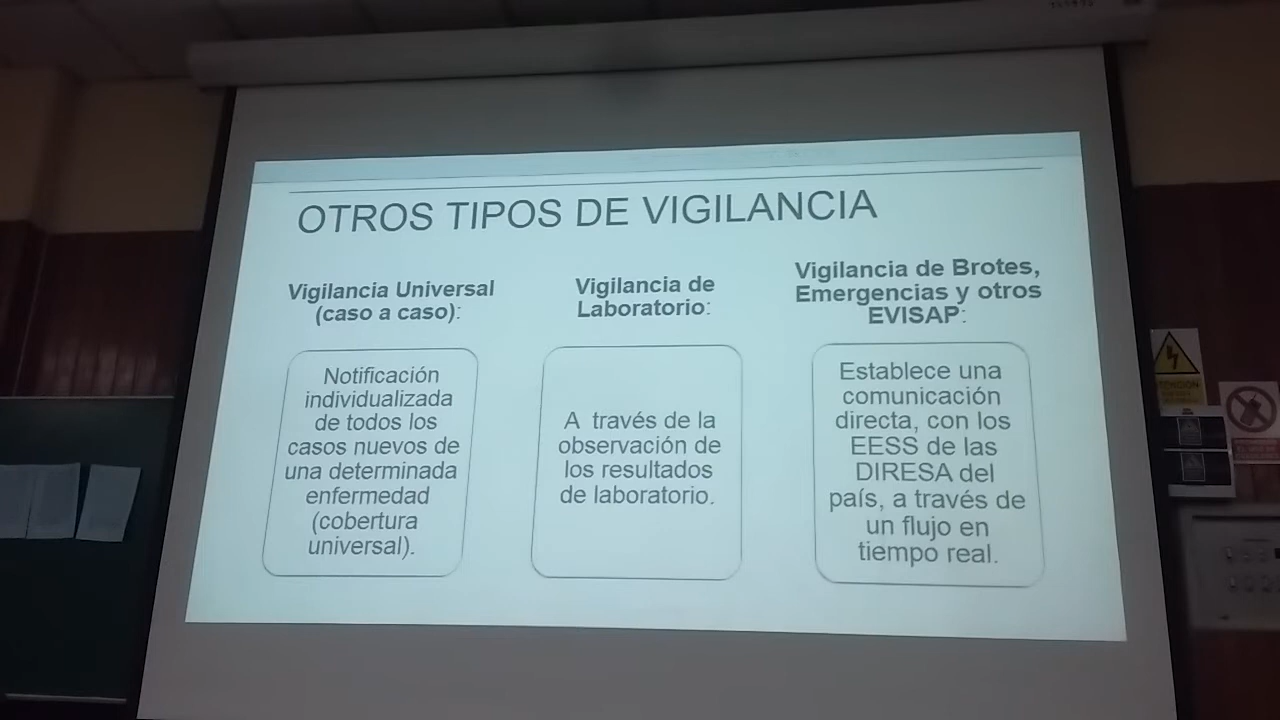 OTROS TIPOS DE VIGILANCIA
Vigilancia Universal
(caso a caso):
Notificación
individualizada
de todos los
casos nuevos de
una determinada
enfermedad
(cobertura
universal).
Vigilancia de
Laboratorio:
A través de la
observación de
los resultados
de laboratorio.
Vigilancia de Brotes,
Emergencias y otros
EVISAP:
Establece una
comunicación
directa, con los
EESS de las
DIRESA del
país, a través de
un flujo en
tiempo real.